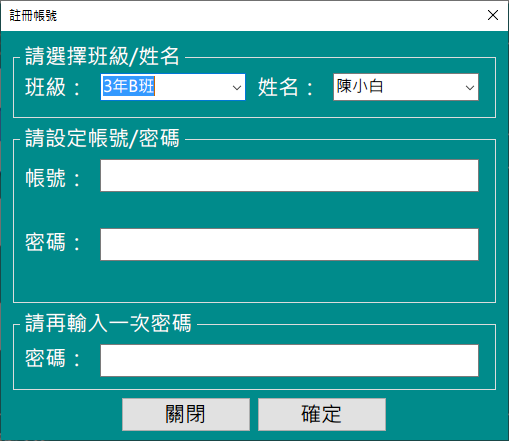 註冊帳號
請選擇班級/姓名
班級： 3年B班 姓名： 陳小白
請設定帳號/密碼
帳號：
密碼：
請再輸入一次密碼
密碼：
關閉 確定